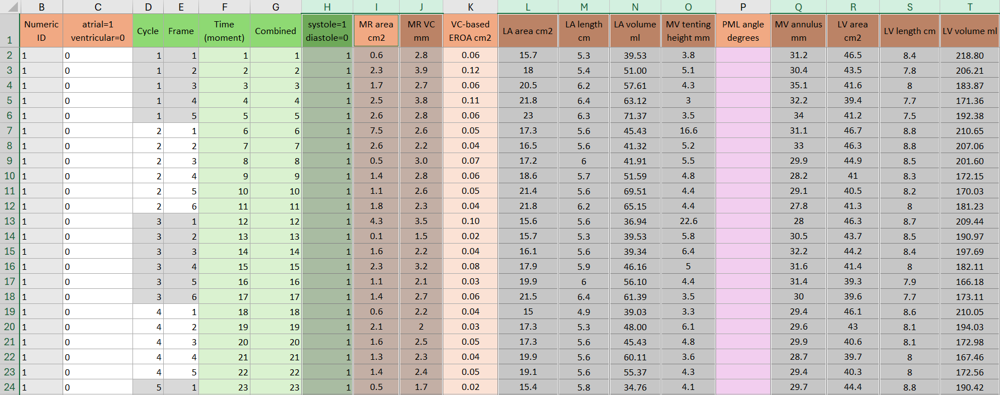 B C D E F G H I J K L M N O P Q R S T
1 Numeric ID atrial=1 ventricular=0 Cycle Frame Time (moment) Combined systole=1 diastole=0 MR area cm2 MR VC mm VC-based EROA cm2 LA area cm2 LA length cm LA volume ml MV tenting height mm PML angle degrees MV annulus mm LV area cm2 LV length cm LV volume ml
2 1 0 1 1 1 1 1 0.6 2.8 0.06 15.7 5.3 39.53 3.8 31.2 46.5 8.4 218.80
3 1 0 1 2 2 2 1 2.3 3.9 0.12 18 5.4 51.00 5.1 30.4 43.5 7.8 206.21
4 1 0 1 3 3 3 1 1.7 2.7 0.06 20.5 6.2 57.61 4.3 35.1 41.6 8 183.87
5 1 0 1 4 4 4 1 2.5 3.8 0.11 21.8 6.4 63.12 3 32.2 39.4 7.7 171.36
6 1 0 1 5 5 5 1 2.6 2.8 0.06 23 6.3 71.37 3.5 34 41.2 7.5 192.38
7 1 0 2 1 6 6 1 7.5 2.6 0.05 17.3 5.6 45.43 16.6 31.1 46.7 8.8 210.65
8 1 0 2 2 7 7 1 2.6 2.2 0.04 16.5 5.6 41.32 5.2 33 46.3 8.8 207.06
9 1 0 2 3 8 8 1 0.5 3.0 0.07 17.2 6 41.91 5.5 29.9 44.9 8.5 201.60
10 1 0 2 4 9 9 1 1.4 2.8 0.06 18.6 5.7 51.59 4.8 28.2 41 8.3 172.15
11 1 0 2 5 10 10 1 1.1 2.6 0.05 21.4 5.6 69.51 4.4 29.1 40.5 8.2 170.03
12 1 0 2 6 11 11 1 1.8 2.3 0.04 21.8 6.2 65.15 4.4 27.8 41.3 8 181.23
13 1 0 3 1 12 12 1 4.3 3.5 0.10 15.6 5.6 36.94 22.6 28 46.3 8.7 209.44
14 1 0 3 2 13 13 1 0.1 1.5 0.02 15.7 5.3 39.53 5.8 30.5 43.7 8.5 190.97
15 1 0 3 3 14 14 1 1.6 2.2 0.04 16.1 5.6 39.34 6.4 32.2 44.2 8.4 197.69
16 1 0 3 4 15 15 1 2.3 3.2 0.08 17.9 5.9 46.16 5 31.6 41.4 8 182.11
17 1 0 3 5 16 16 1 1.1 2.1 0.03 19.9 6 56.10 4.4 31.4 39.3 7.9 166.18
18 1 0 3 6 17 17 1 1.4 2.7 0.06 21.5 6.4 61.39 3.5 30 39.6 7.7 173.11
19 1 0 4 1 18 18 1 0.6 2.2 0.04 15 4.9 39.03 3.3 29.4 46.1 8.6 210.05
20 1 0 4 2 19 19 1 2.1 2 0.03 17.3 5.3 48.00 6.1 29.6 43 8.1 194.03
21 1 0 4 3 20 20 1 1.6 2.5 0.05 17.3 5.6 45.43 4.8 29.9 40.6 8.1 172.98
22 1 0 4 4 21 21 1 1.3 2.3 0.04 19.9 5.6 60.11 3.6 28.7 39.7 8 167.46
23 1 0 4 5 22 22 1 1.4 2.4 0.05 19.1 5.6 55.37 4.3 29.4 40.3 8 172.56
24 1 0 5 1 23 23 1 0.5 1.7 0.02 15.4 5.8 34.76 4.1 29.7 44.4 8.8 190.42